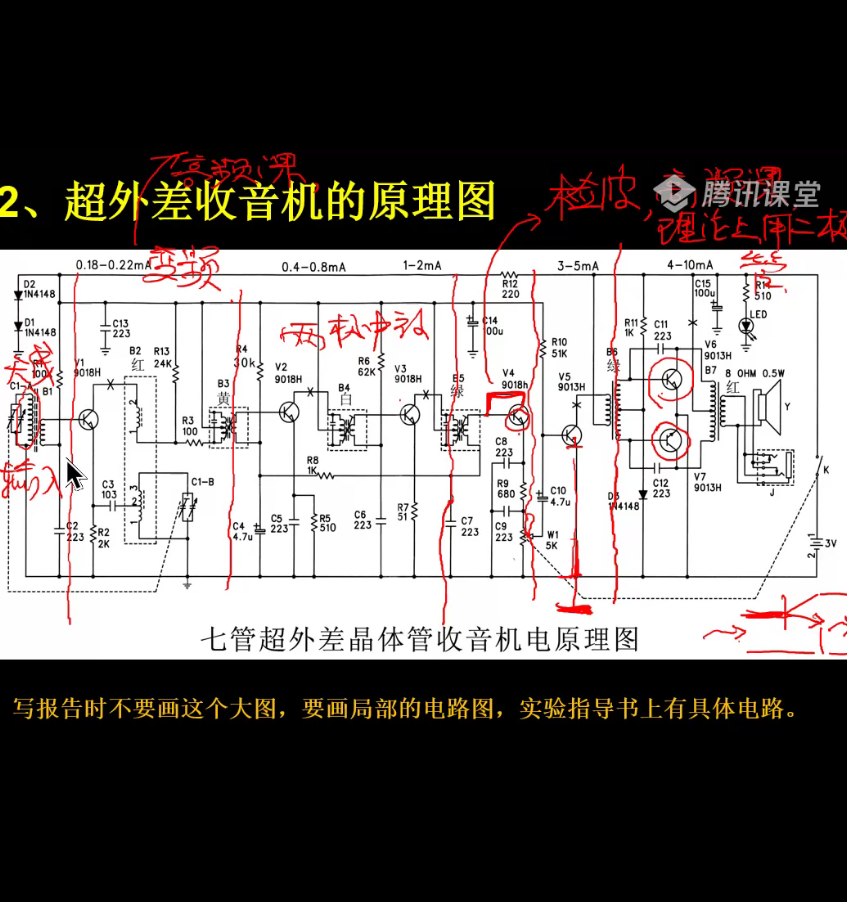 高频课
2、超外差收音机的原理图
检波,高频课
腾讯课堂
理论上用二极
变频
0.18-0.22mA
0.4-0.8mA
1-2mA
3-5mA
4-10mA
D2
1N4148
D1
1N4148
C13
223
R13
24K
B2
红
V1
9018H
C1-A
B1
天线
输入
R3
100
B3
黄
R4
30k
V2
9018H
两级中放
R6
62K
B4
白
V3
9018H
B5
绿
C14
100u
R12
220
V4
9018h
R10
51K
V5
9013H
B6
绿
R11
1K
C11
223
C15
100u
510
LED
V6
9013H
B7
红
8 OHM 0.5W
Y
C3
103
C2
223
R2
2K
3
2
1
2
1
C1-B
C4
4.7u
R8
1K
C5
223
R5
510
C6
223
R7
51
C7
223
C8
223
R9
680
C9
223
W1
5K
C10
4.7u
D3
1N4148
C12
223
V7
9013H
J
K
3V
2
1
七管超外差晶体管收音机电原理图
写报告时不要画这个大图，要画局部的电路图，实验指导书上有具体电路。